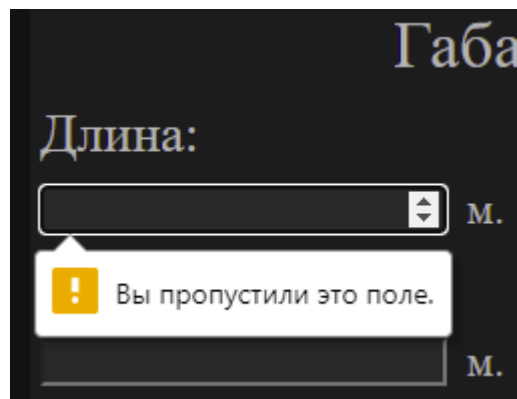 Габа
Длина:
м.
Вы пропустили это поле.
м.